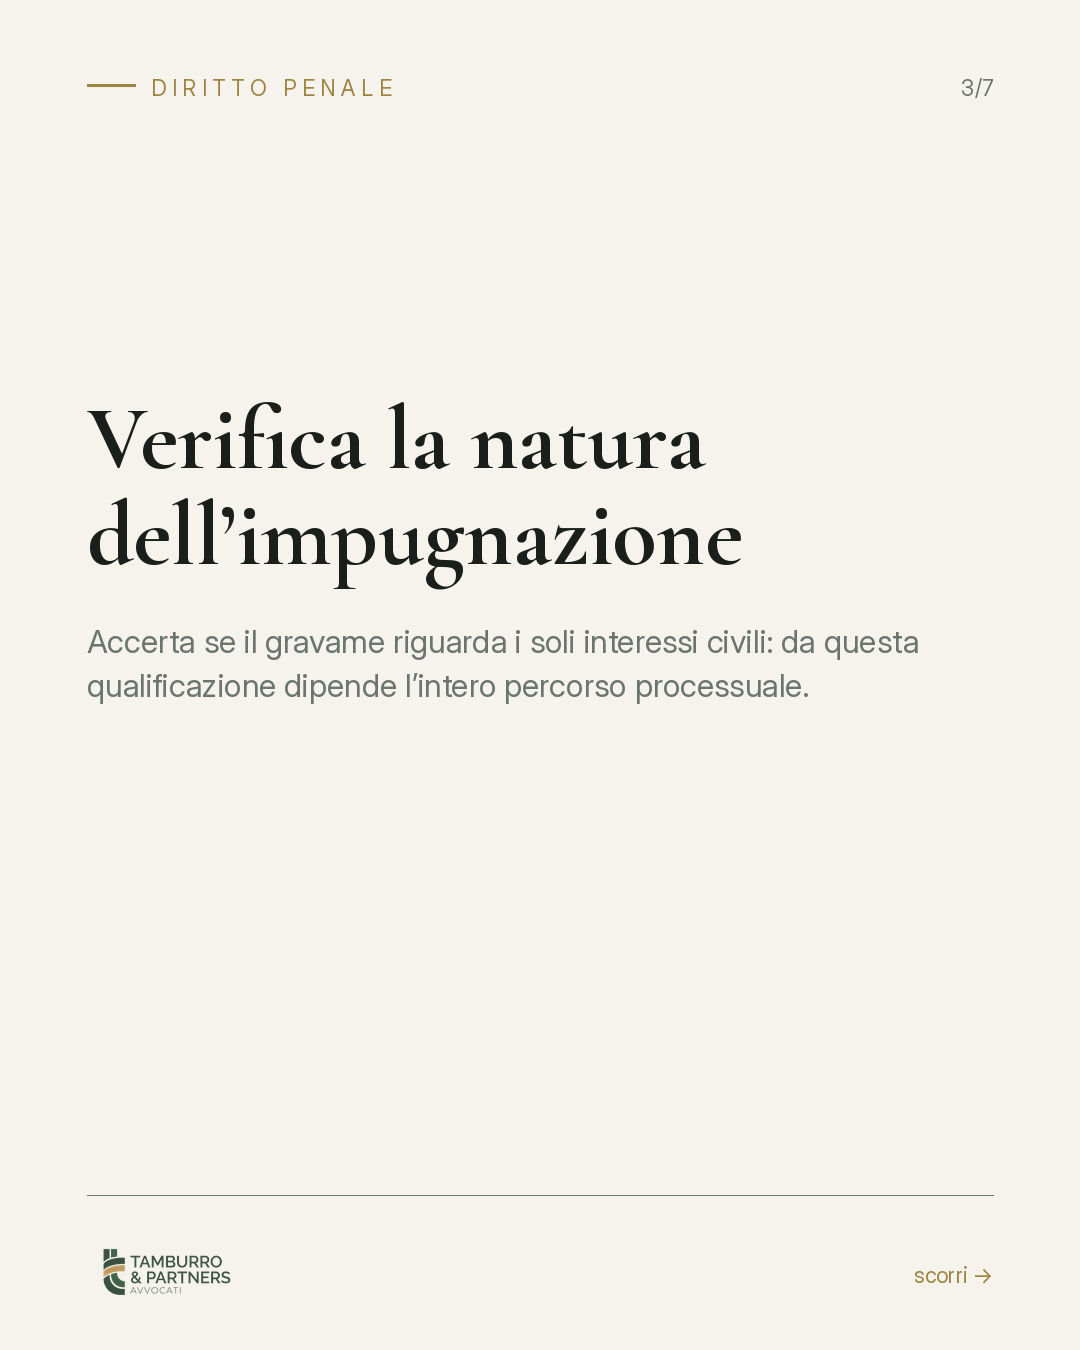 DIRITTO PENALE
3/7
Verifica la natura
dell’impugnazione
Accerta se il gravame riguarda i soli interessi civili: da questa
qualificazione dipende l’intero percorso processuale.
TAMBURRO
& PARTNERS
AVVOCATI
scorri →